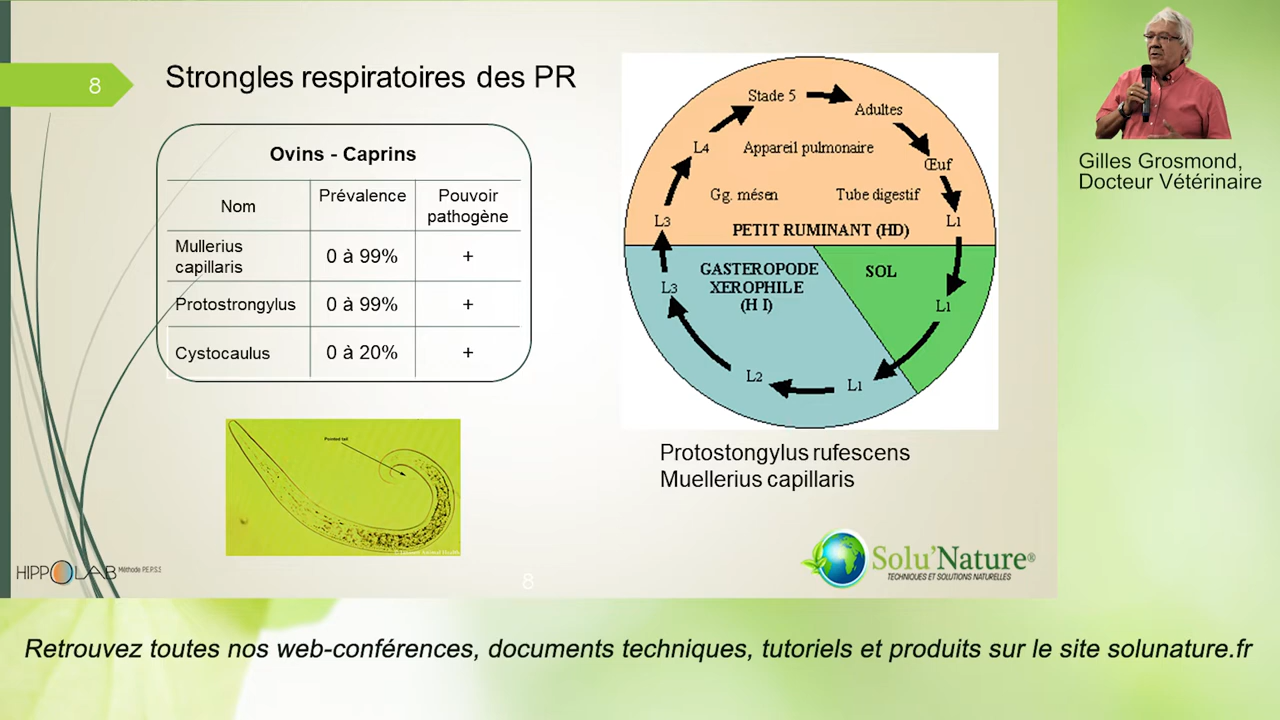 8
Strongles respiratoires des PR
Ovins - Caprins
Nom
Prévalence
Pouvoir
pathogène
Mullerius
capillaris
0 à 99%
+
Protostrongylus
0 à 99%
+
Cystocaulus
0 à 20%
+
Pointed tail
Stade 5
Adultes
L4
Appareil pulmonaire
Œuf
Gg. mésen
Tube digestif
L3
L1
PETIT RUMINANT (HD)
GASTEROPODE
XEROPHILE
(H I)
SOL
L3
L1
L2
L1
Protostongylus rufescens
Muellerius capillaris
HIPPOLAB Méthode P.E.P.S.S
8
Solu'Nature®
TECHNIQUES ET SOLUTIONS NATURELLES
Gilles Grosmond,
Docteur Vétérinaire
Retrouvez toutes nos web-conférences, documents techniques, tutoriels et produits sur le site solunature.fr